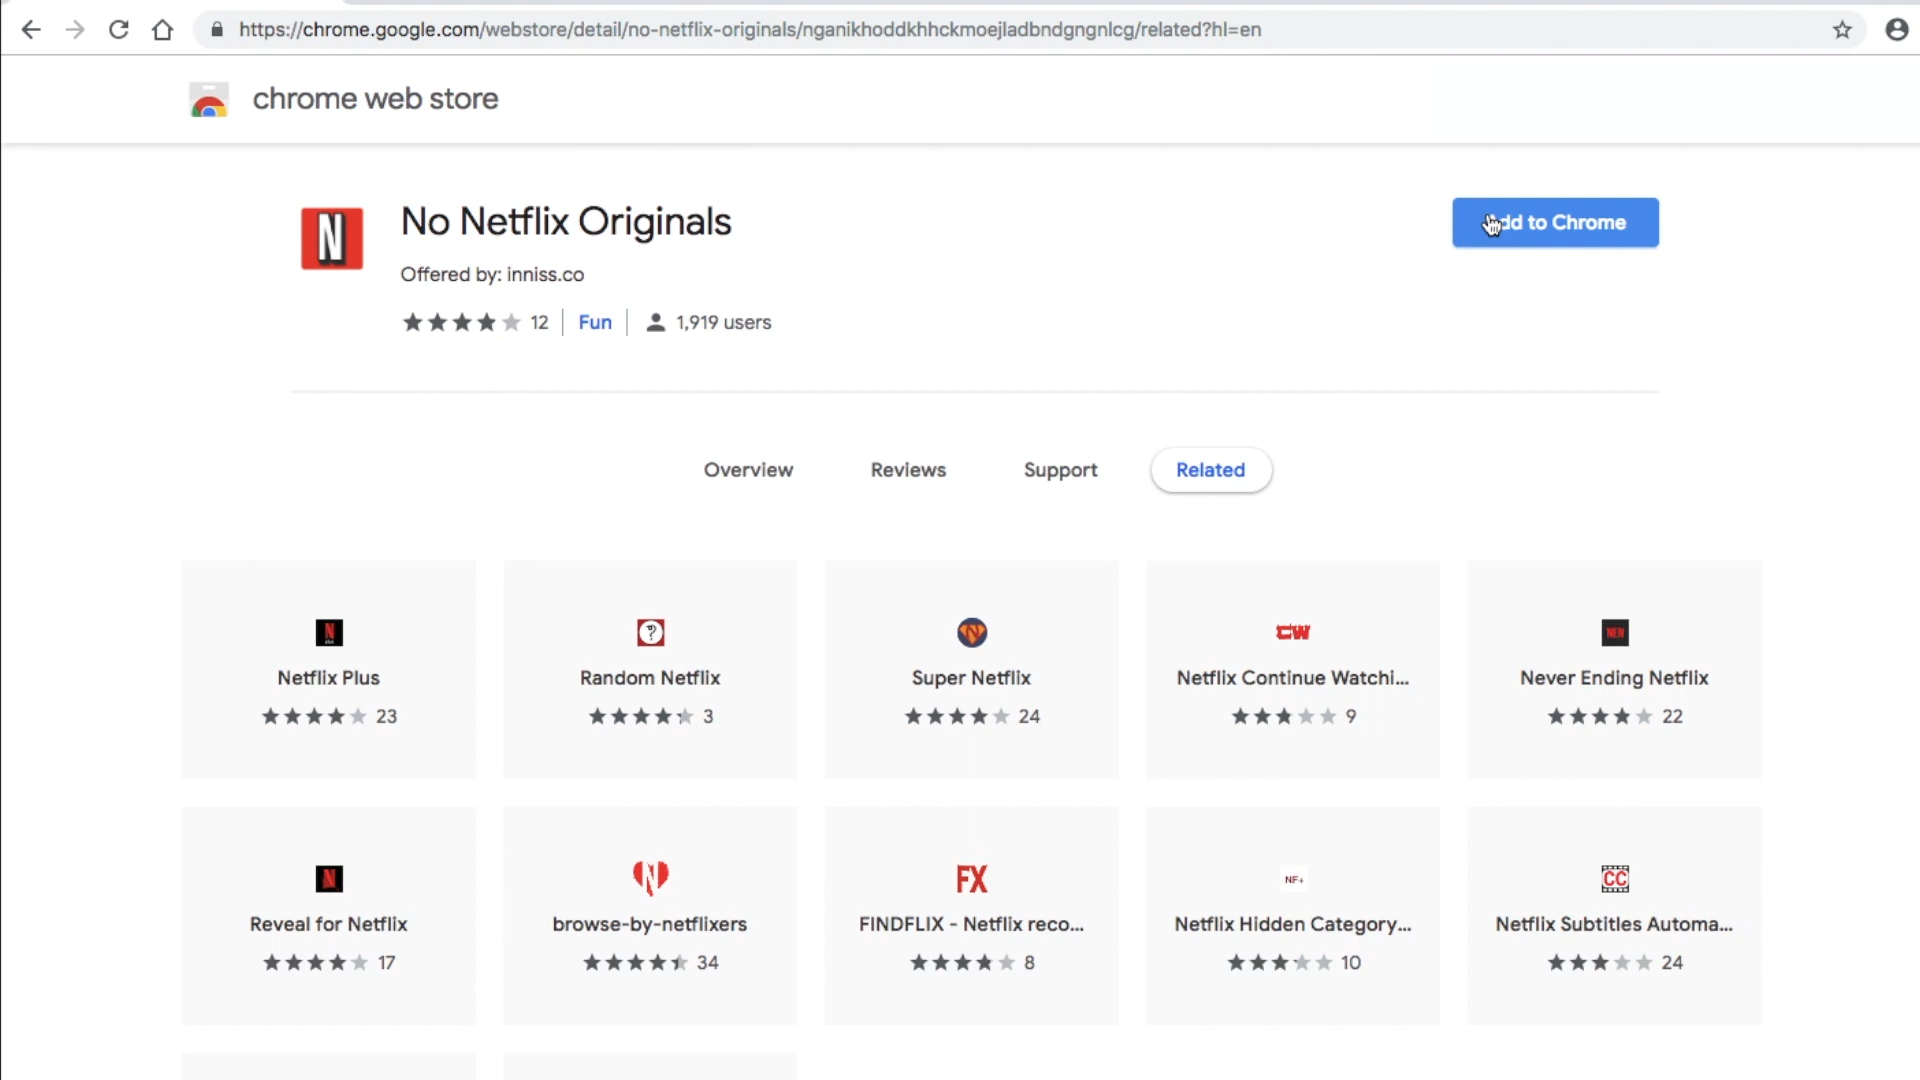 https://chrome.google.com/webstore/detail/no-netflix-originals/nganikhoddkhhckmoejladbndgngnlcg/related?hl=en
chrome web store
N
No Netflix Originals
Add to Chrome
Offered by: inniss.co
12 Fun 1,919 users
Overview Reviews Support Related
N ? N CW NEN
Netflix Plus Random Netflix Super Netflix Netflix Continue Watchi... Never Ending Netflix
23 3 24 9 22
N N FX NF+ CC
Reveal for Netflix browse-by-netflixers FINDFLIX - Netflix reco... Netflix Hidden Category... Netflix Subtitles Automa...
17 34 8 10 24